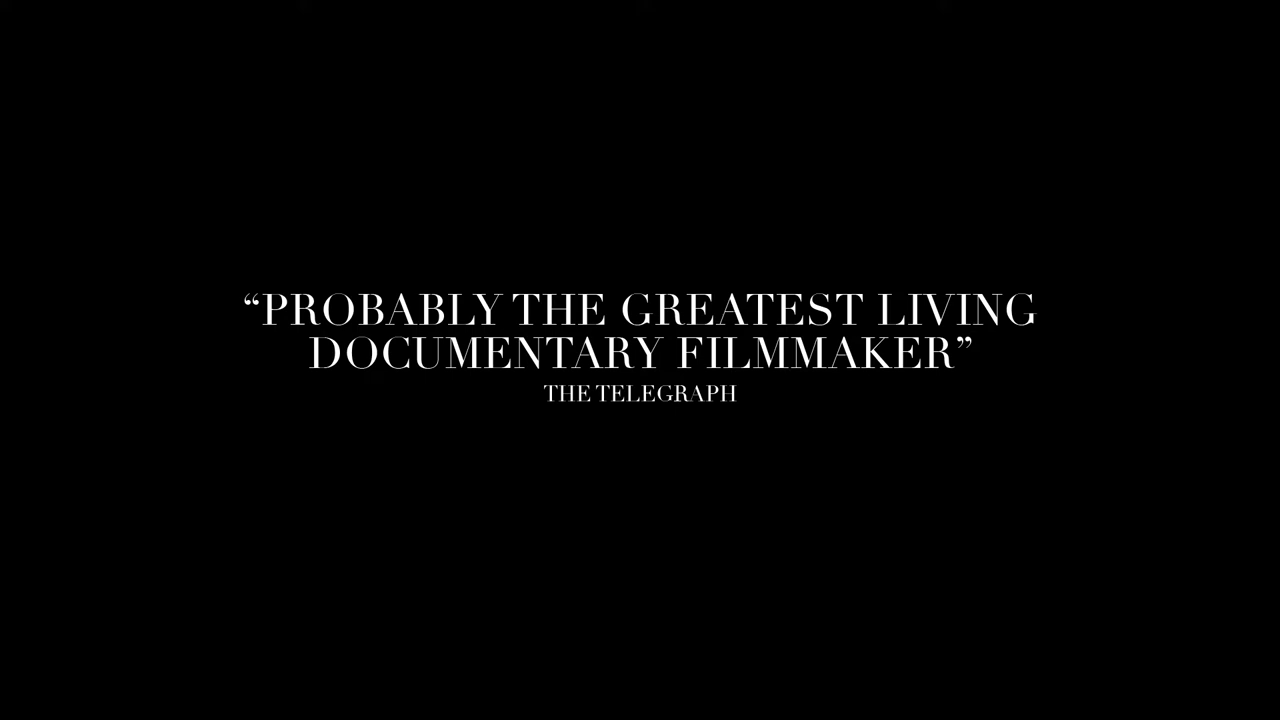 “PROBABLY THE GREATEST LIVING
DOCUMENTARY FILMMAKER”
THE TELEGRAPH